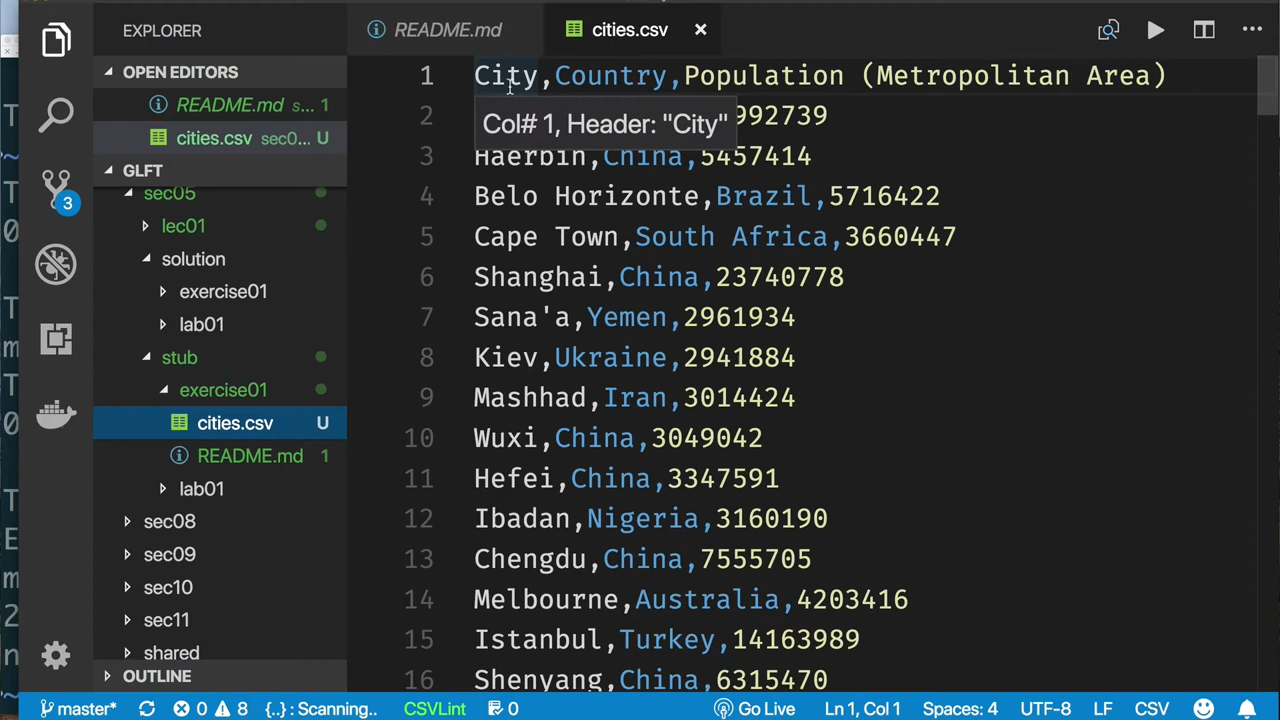 EXPLORER
README.md
cities.csv
OPEN EDITORS
README.md s... 1
cities.csv sec0... U
GLFT
sec05
lec01
solution
exercise01
lab01
stub
exercise01
cities.csv U
README.md 1
lab01
sec08
sec09
sec10
sec11
shared
OUTLINE
3
1 City,Country,Population (Metropolitan Area)
Col# 1, Header: "City"
2 992739
3 Haerbin,China,5457414
4 Belo Horizonte,Brazil,5716422
5 Cape Town,South Africa,3660447
6 Shanghai,China,23740778
7 Sana'a,Yemen,2961934
8 Kiev,Ukraine,2941884
9 Mashhad,Iran,3014424
10 Wuxi,China,3049042
11 Hefei,China,3347591
12 Ibadan,Nigeria,3160190
13 Chengdu,China,7555705
14 Melbourne,Australia,4203416
15 Istanbul,Turkey,14163989
16 Shenyang,China,6315470
master* 0 8 {..} : Scanning.. CSVLint 0 Go Live Ln 1, Col 1 Spaces: 4 UTF-8 LF CSV